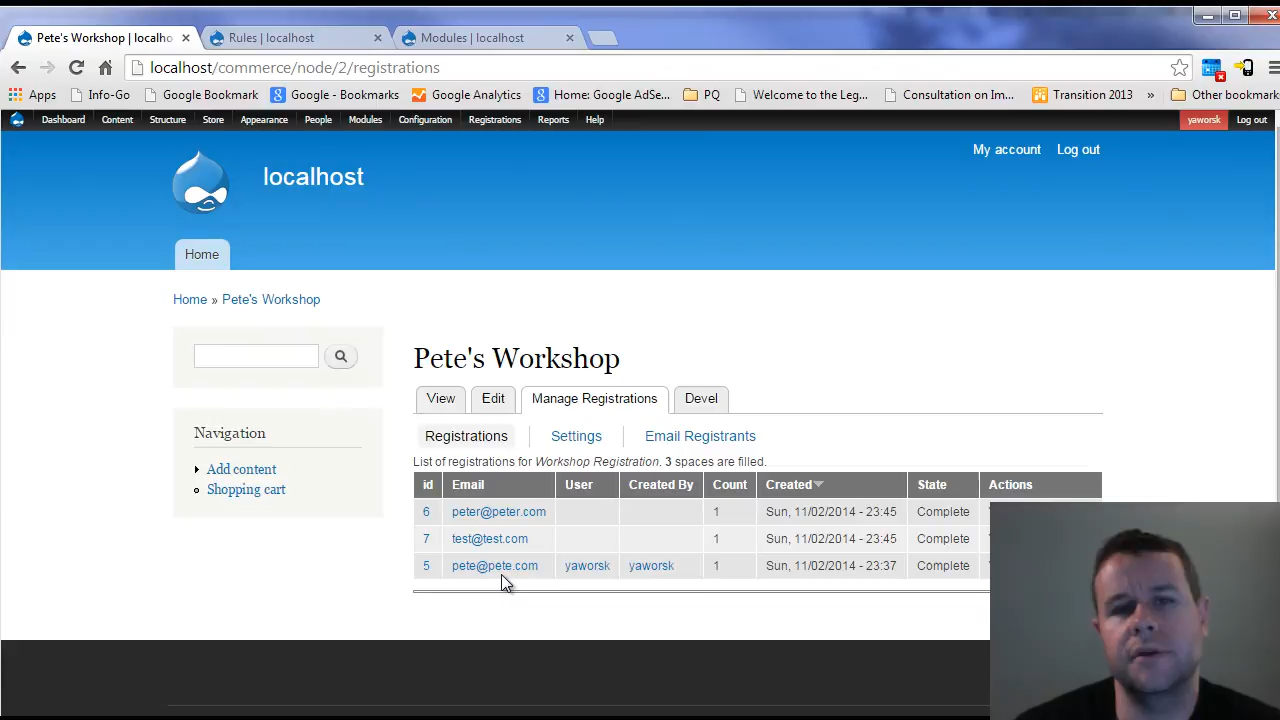 Pete's Workshop | localho Rules | localhost Modules | localhost
localhost/commerce/node/2/registrations
Apps Info-Go Google Bookmark Google - Bookmarks Google Analytics Home: Google AdSe... PQ Welcome to the Leg... Consultation on Im... Transition 2013 » Other bookmark
Dashboard Content Structure Store Appearance People Modules Configuration Registrations Reports Help yaworsk Log out
My account Log out
localhost
Home
Home » Pete's Workshop
Pete's Workshop
View Edit Manage Registrations Devel
Navigation
Add content
Shopping cart
Registrations Settings Email Registrants
List of registrations for Workshop Registration. 3 spaces are filled.
id Email User Created By Count Created State Actions
6 peter@peter.com 1 Sun, 11/02/2014 - 23:45 Complete
7 test@test.com 1 Sun, 11/02/2014 - 23:45 Complete
5 pete@pete.com yaworsk yaworsk 1 Sun, 11/02/2014 - 23:37 Complete